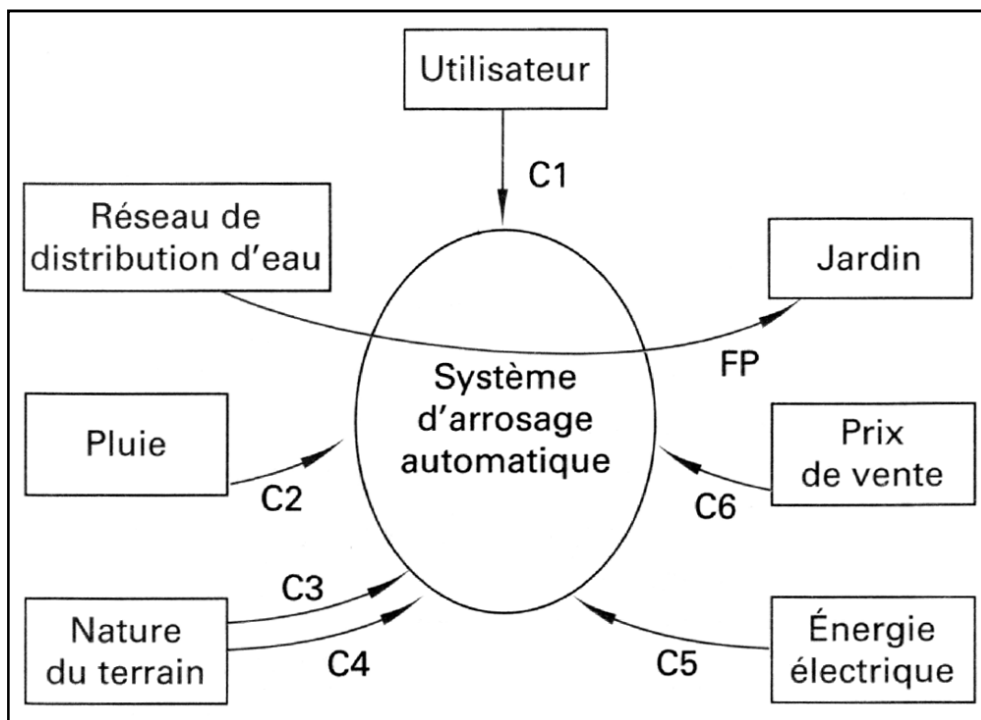 Utilisateur
C1
Réseau de
distribution d'eau
Jardin
FP
Système
d'arrosage
automatique
Pluie
C2
Prix
de vente
C6
Nature
du terrain
C3
C4
Énergie
électrique
C5